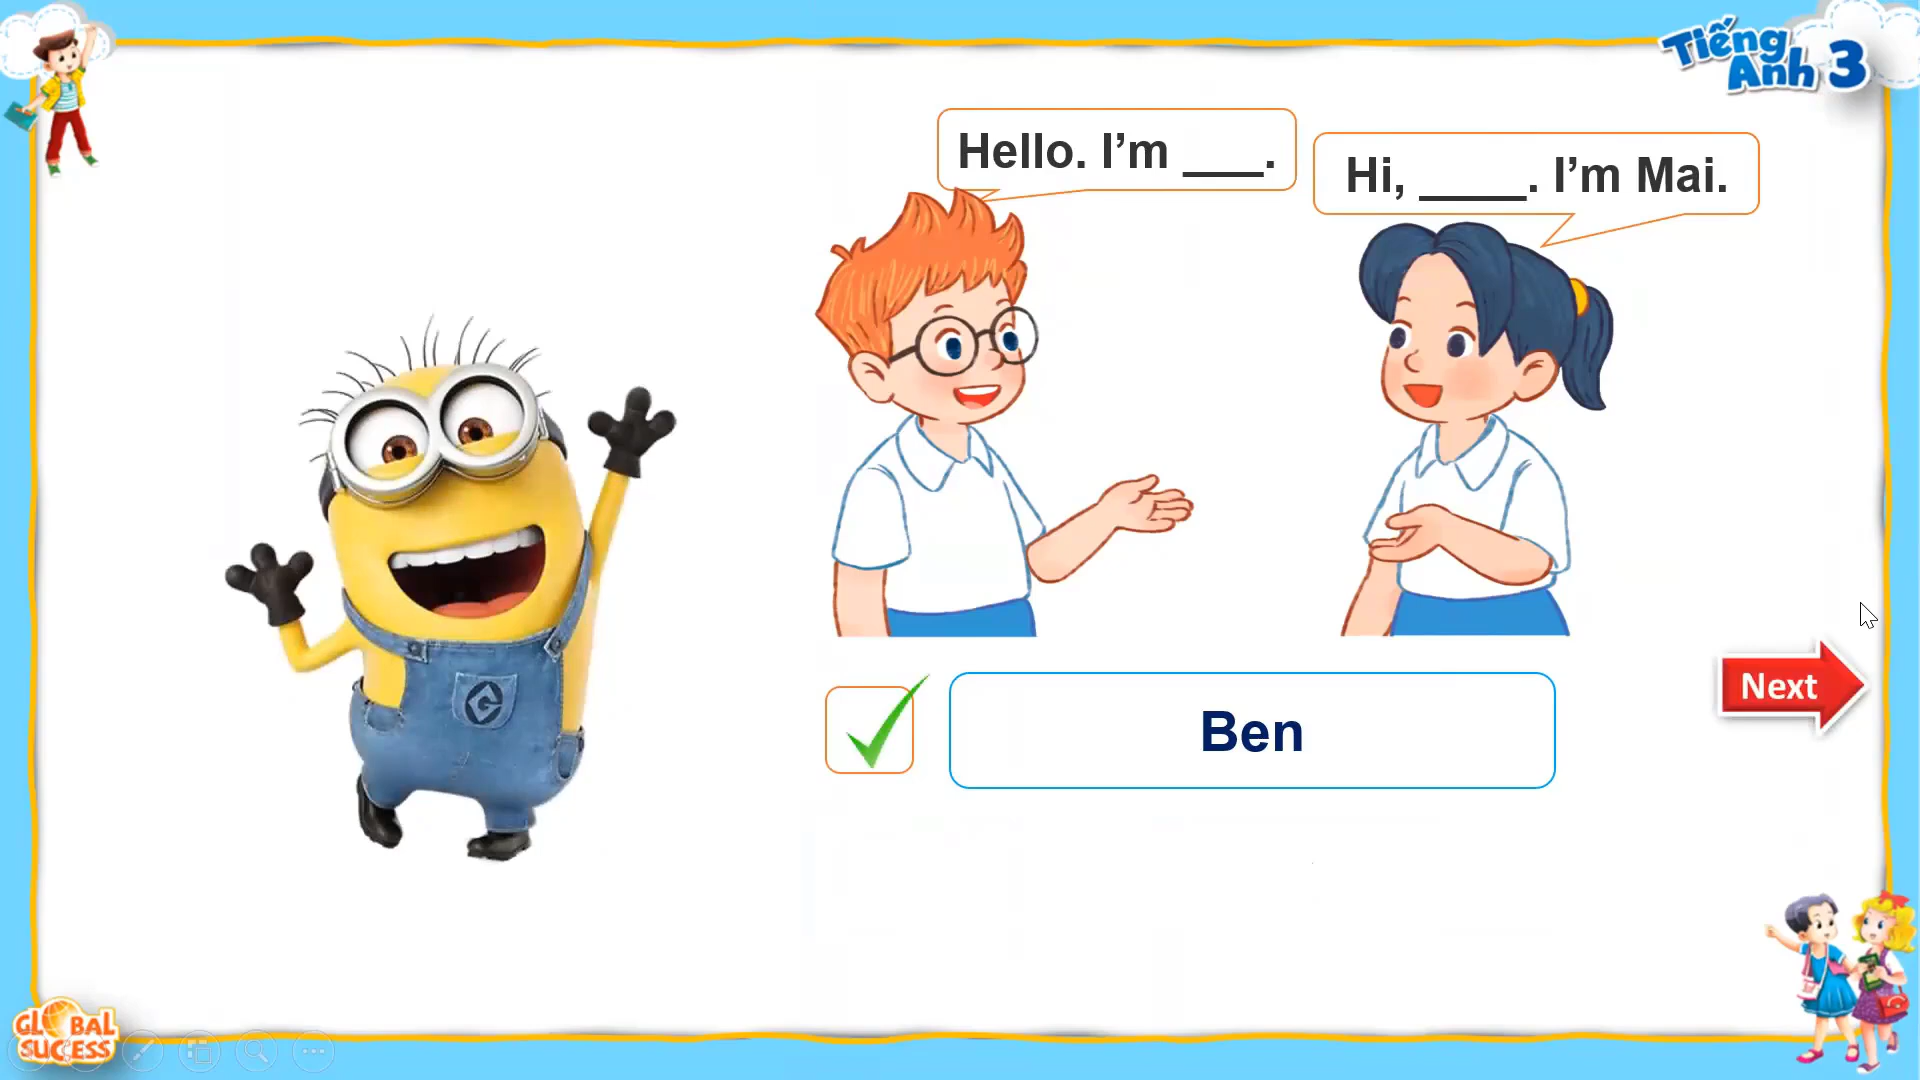 Tiếng
Anh 3
Hello. I’m ___.
Hi, ____. I’m Mai.
Next
Ben
GLOBAL
SUCCESS